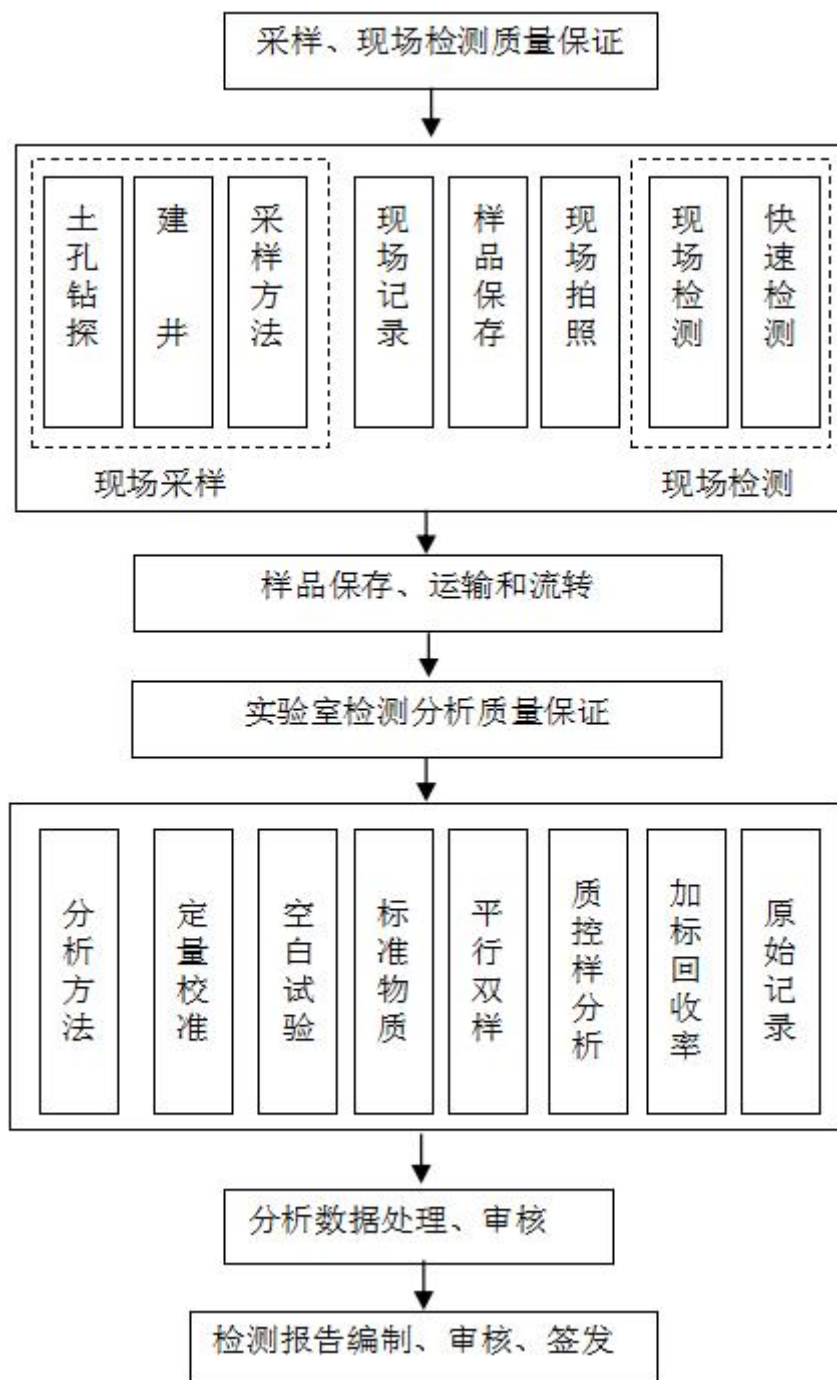 采样、现场检测质量保证
土孔钻探
建井
采样方法
现场记录
样品保存
现场拍照
现场检测
快速检测
现场采样
现场检测
样品保存、运输和流转
实验室检测分析质量保证
分析方法
定量校准
空白试验
标准物质
平行双样
质控样分析
加标回收率
原始记录
分析数据处理、审核
检测报告编制、审核、签发